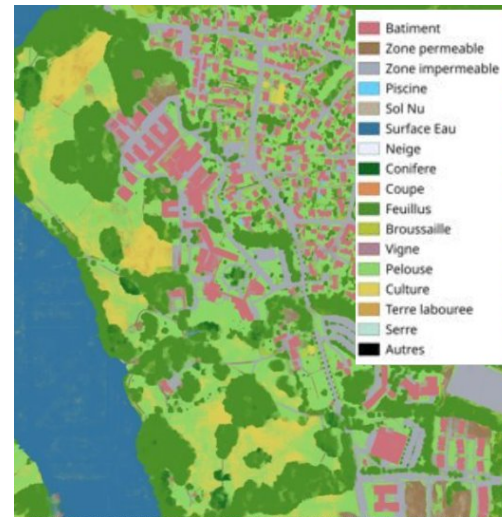 Batiment
Zone permeable
Zone impermeable
Piscine
Sol Nu
Surface Eau
Neige
Conifere
Coupe
Feuillus
Broussaille
Vigne
Pelouse
Culture
Terre labouree
Serre
Autres